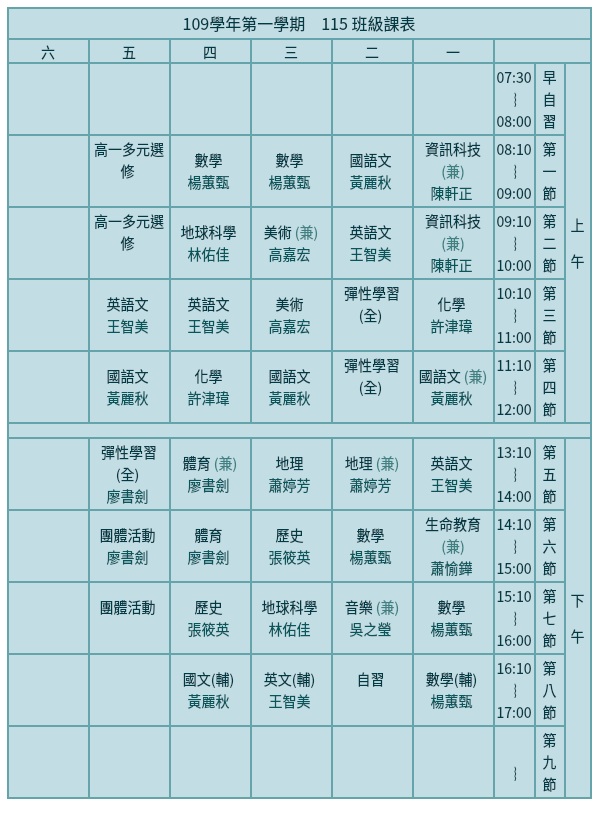 109學年第一學期 115 班級課表
六 五 四 三 二 一
07:30 ︴ 08:00 早自習
上午
高一多元選修
數學 楊蕙甄
數學 楊蕙甄
國語文 黃麗秋
資訊科技 (兼) 陳軒正
08:10 ︴ 09:00 第一節
高一多元選修
地球科學 林佑佳
美術 (兼) 高嘉宏
英語文 王智美
資訊科技 (兼) 陳軒正
09:10 ︴ 10:00 第二節
英語文 王智美
英語文 王智美
美術 高嘉宏
彈性學習 (全)
化學 許津瑋
10:10 ︴ 11:00 第三節
國語文 黃麗秋
化學 許津瑋
國語文 黃麗秋
彈性學習 (全)
國語文 (兼) 黃麗秋
11:10 ︴ 12:00 第四節
彈性學習 (全) 廖書劍
體育 (兼) 廖書劍
地理 蕭婷芳
地理 (兼) 蕭婷芳
英語文 王智美
13:10 ︴ 14:00 第五節
下午
團體活動 廖書劍
體育 廖書劍
歷史 張筱英
數學 楊蕙甄
生命教育 (兼) 蕭愉鏵
14:10 ︴ 15:00 第六節
團體活動
歷史 張筱英
地球科學 林佑佳
音樂 (兼) 吳之瑩
數學 楊蕙甄
15:10 ︴ 16:00 第七節
國文(輔) 黃麗秋
英文(輔) 王智美
自習
數學(輔) 楊蕙甄
16:10 ︴ 17:00 第八節
︴ 第九節